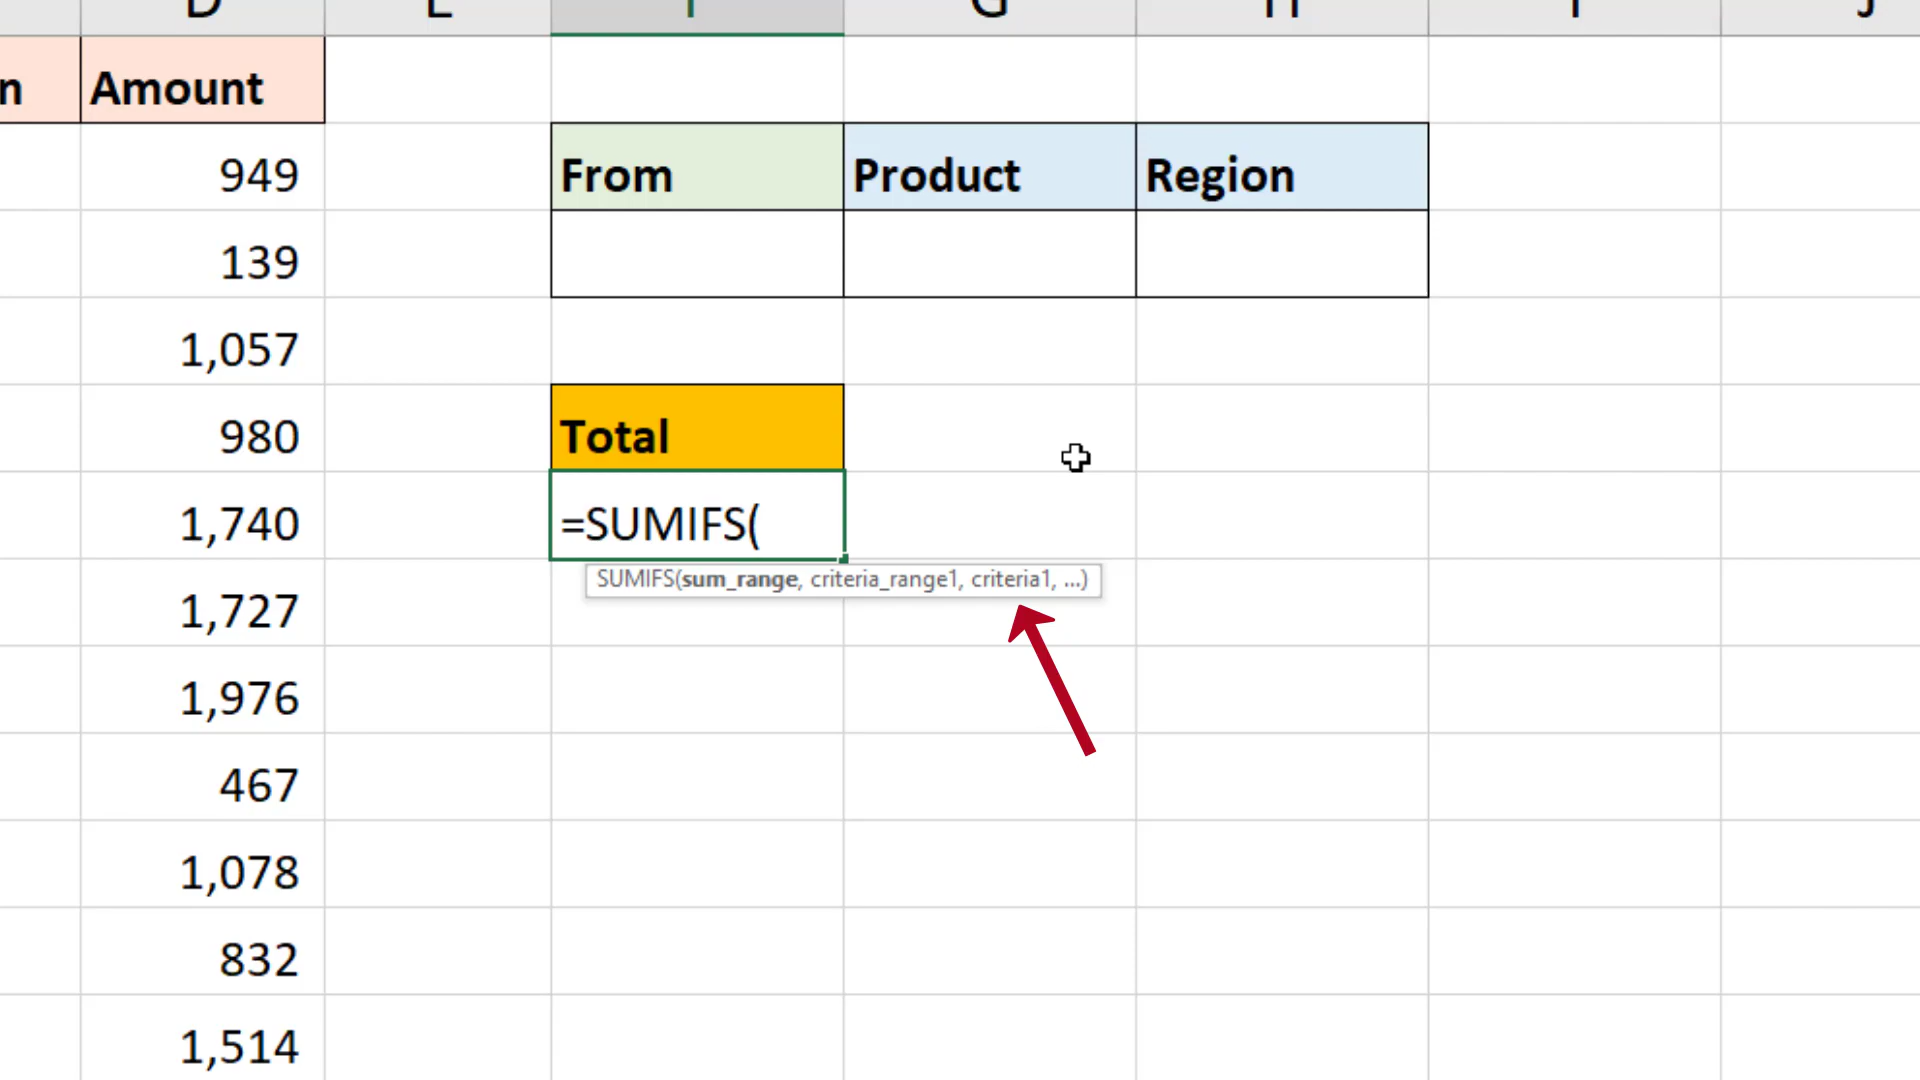 D E F G H I J
n Amount
949 From Product Region
139
1,057
980 Total
1,740 =SUMIFS(
SUMIFS(sum_range, criteria_range1, criteria1, ...)
1,727
1,976
467
1,078
832
1,514